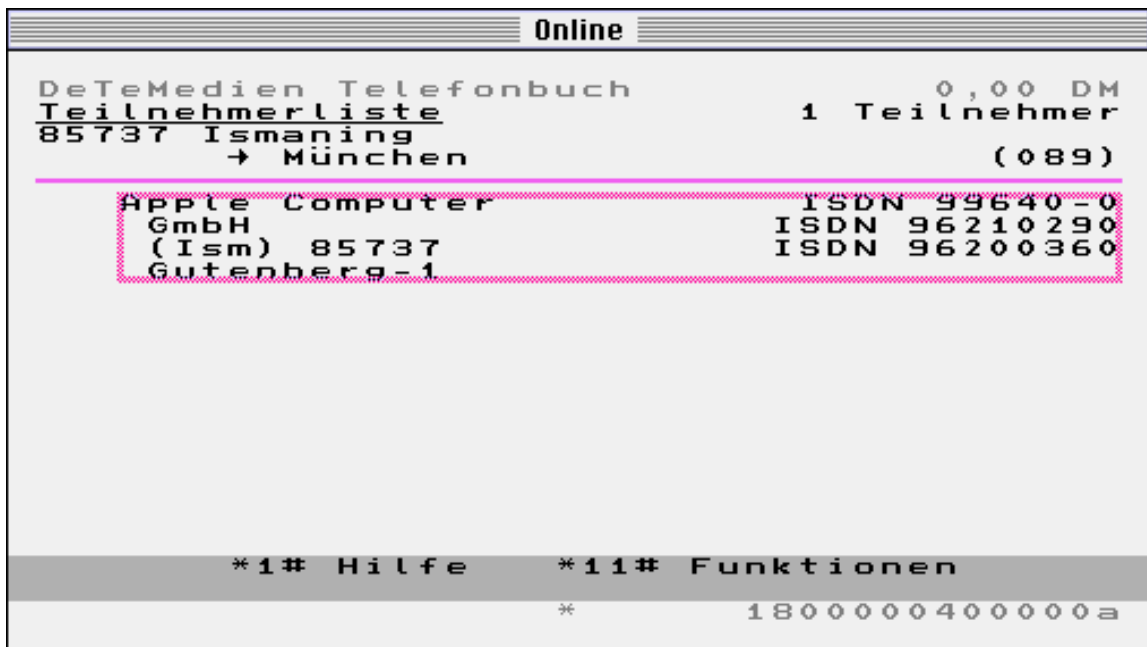 Online
DeTeMedien Telefonbuch 0,00 DM
Teilnehmerliste 1 Teilnehmer
85737 Ismaning
→ München (089)
Apple Computer ISDN 99640-0
GmbH ISDN 96210290
(Ism) 85737 ISDN 96200360
Gutenberg-1
*1# Hilfe *11# Funktionen
* 1800000400000a